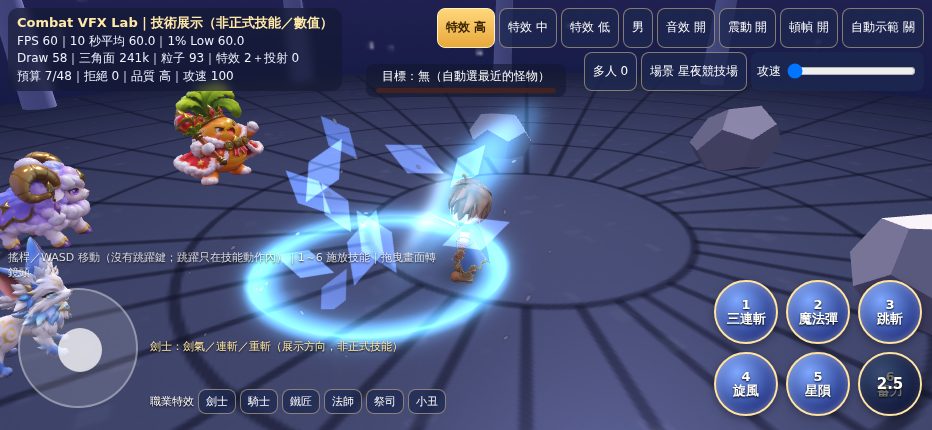 Combat VFX Lab｜技術展示（非正式技能／數值）
FPS 60｜10 秒平均 60.0｜1% Low 60.0
Draw 58｜三角面 241k｜粒子 93｜特效 2＋投射 0
預算 7/48｜拒絕 0｜品質 高｜攻速 100
特效 高
特效 中
特效 低
男
音效 開
震動 開
頓幀 開
自動示範 關
目標：無（自動選最近的怪物）
多人 0
場景 星夜競技場
攻速
搖桿／WASD 移動（沒有跳躍鍵；跳躍只在技能動作內）｜1～6 施放技能｜拖曳畫面轉
鏡頭
劍士：劍氣／連斬／重斬（展示方向，非正式技能）
職業特效
劍士
騎士
鐵匠
法師
祭司
小丑
1
三連斬
2
魔法彈
3
跳斬
4
旋風
5
星隕
6
2.5